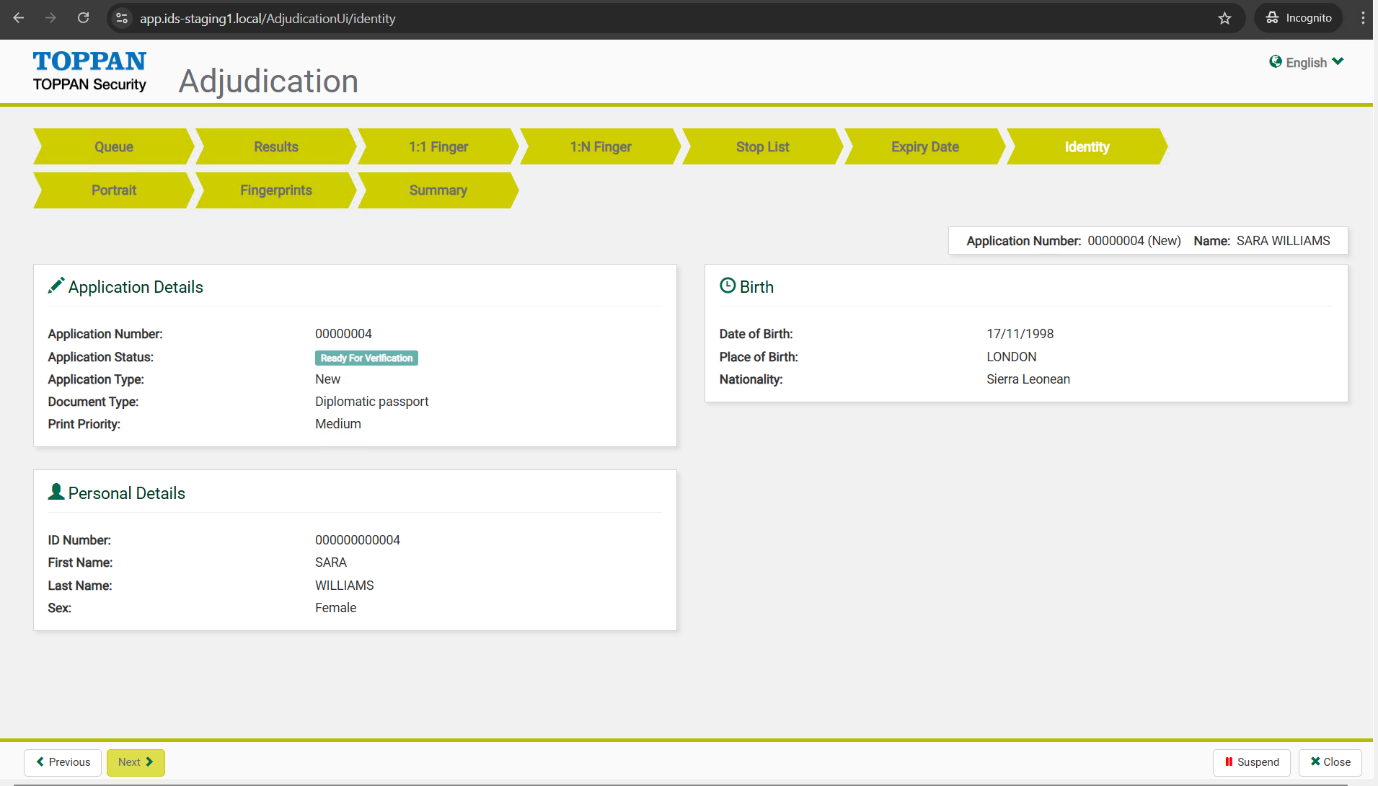 app.ids-staging1.local/AdjudicationUi/identity
Incognito
TOPPAN
TOPPAN Security
Adjudication
English
Queue
Results
1:1 Finger
1:N Finger
Stop List
Expiry Date
Identity
Portrait
Fingerprints
Summary
Application Number: 00000004 (New) Name: SARA WILLIAMS
Application Details
Application Number: 00000004
Application Status: Ready For Verification
Application Type: New
Document Type: Diplomatic passport
Print Priority: Medium
Birth
Date of Birth: 17/11/1998
Place of Birth: LONDON
Nationality: Sierra Leonean
Personal Details
ID Number: 000000000004
First Name: SARA
Last Name: WILLIAMS
Sex: Female
Previous
Next
Suspend
Close